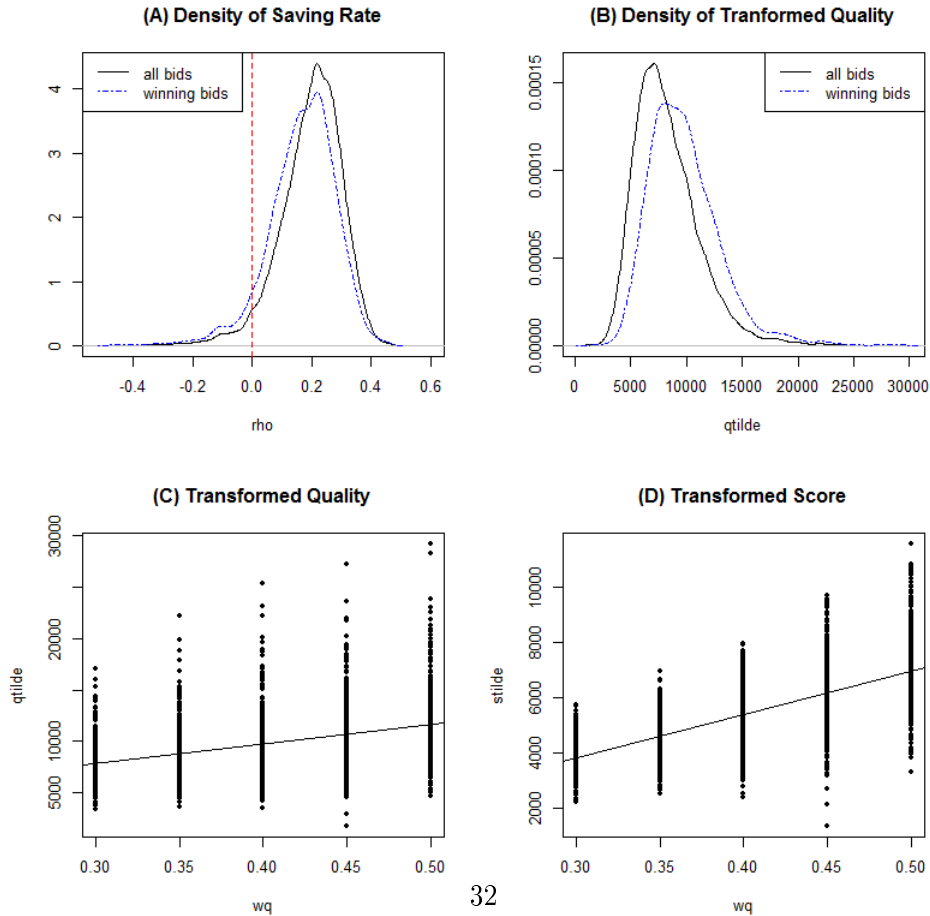 (A) Density of Saving Rate
all bids
winning bids
0 1 2 3 4
-0.4 -0.2 0.0 0.2 0.4 0.6
rho
(B) Density of Tranformed Quality
all bids
winning bids
0.00000 0.00005 0.00010 0.00015
0 5000 10000 15000 20000 25000 30000
qtilde
(C) Transformed Quality
qtilde
5000 10000 20000 30000
0.30 0.35 0.40 0.45 0.50
wq
(D) Transformed Score
stilde
2000 4000 6000 8000 10000
0.30 0.35 0.40 0.45 0.50
wq
32